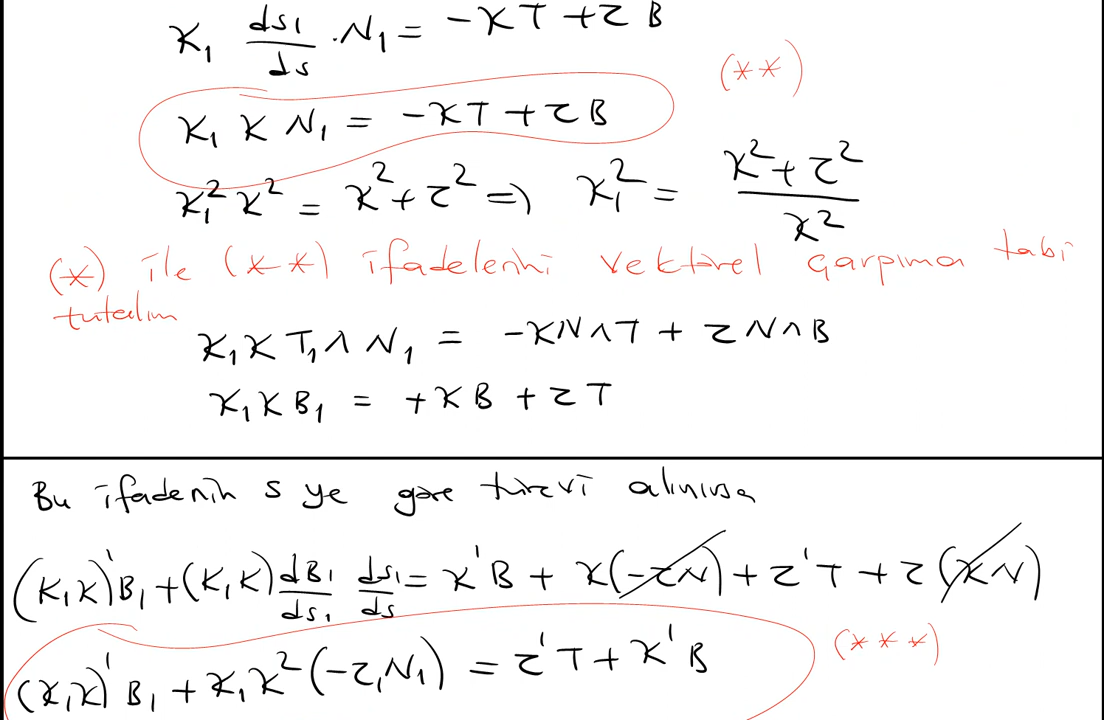 κ₁ ds₁/ds · N₁ = -κT + τB
(**)
κ₁ κ N₁ = -κT + τB
κ₁² κ² = κ² + τ² => κ₁² = (κ² + τ²)/κ²
(*) ile (**) ifadelerini vektörel çarpıma tabi
tutalım
κ₁κ T₁ ∧ N₁ = -κN∧T + τ N∧B
κ₁κ B₁ = +κB + τT
Bu ifadenin s ye göre türevi alınırsa
(κ₁κ)' B₁ + (κ₁κ) dB₁/ds₁ ds₁/ds = κ'B + κ(-τN) + τ'T + τ(κN)
(κ₁κ)' B₁ + κ₁κ²(-τ₁N₁) = τ'T + κ'B (***)